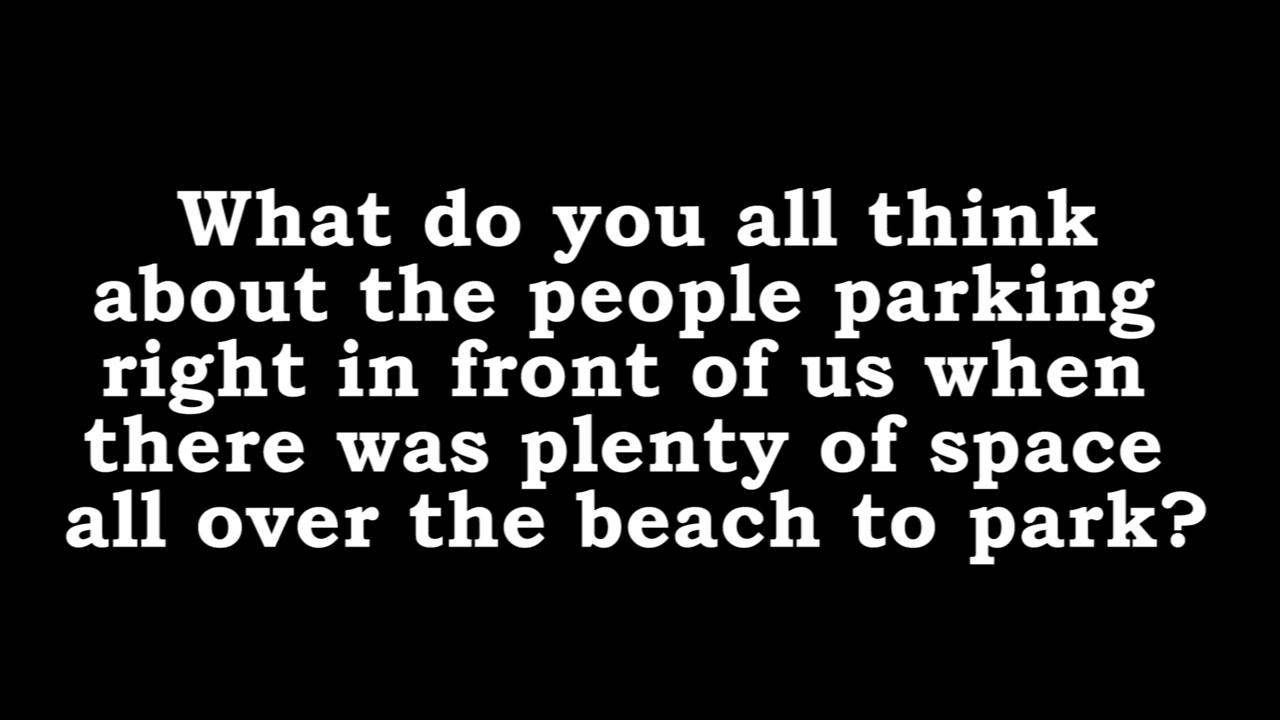 What do you all think
about the people parking
right in front of us when
there was plenty of space
all over the beach to park?